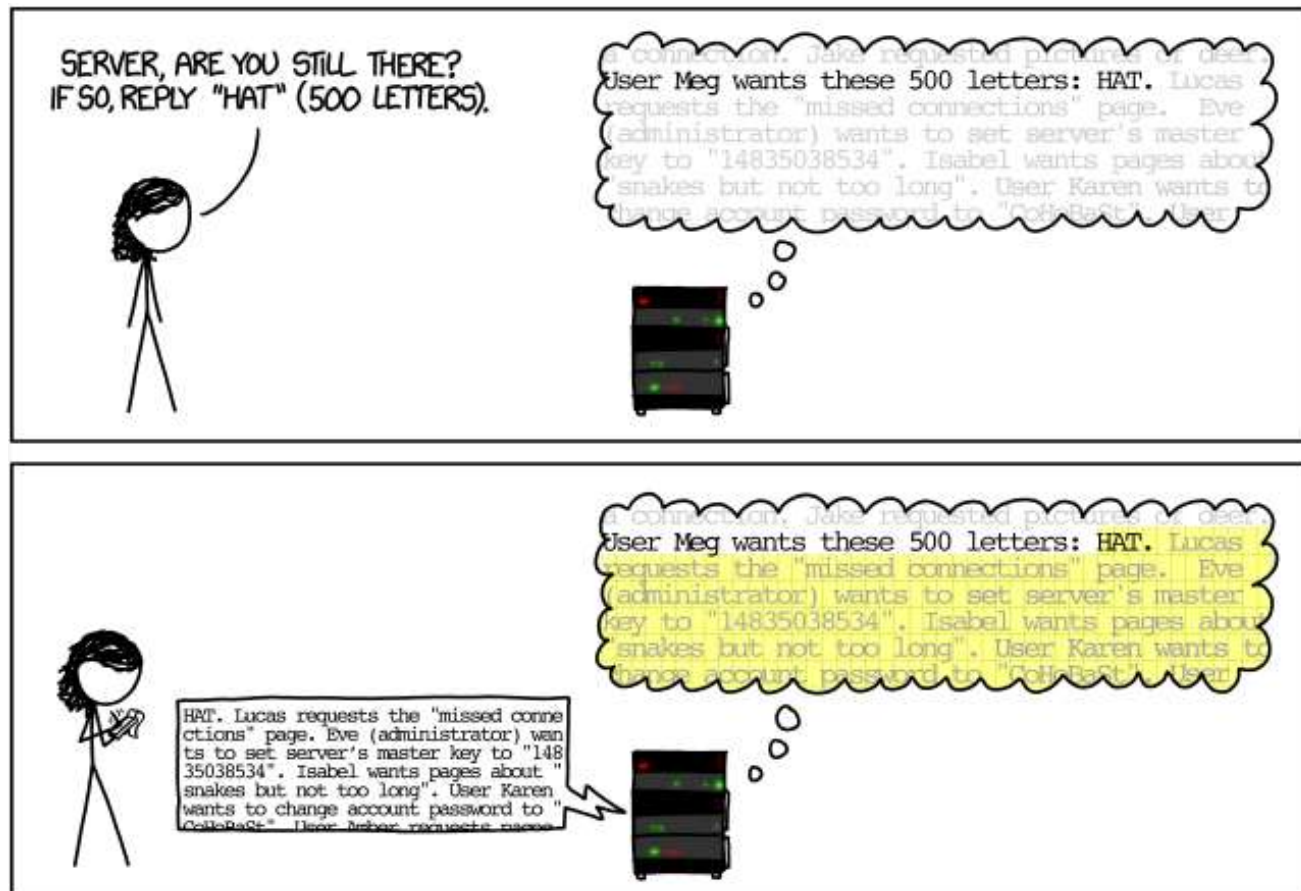 SERVER, ARE YOU STILL THERE?
IF SO, REPLY "HAT" (500 LETTERS).
a connection. Jake requested pictures of deer.
User Meg wants these 500 letters: HAT. Lucas
requests the "missed connections" page. Eve
(administrator) wants to set server's master
key to "14835038534". Isabel wants pages about
"snakes but not too long". User Karen wants to
change account password to "CoHoBaSt". User
a connection. Jake requested pictures of deer.
User Meg wants these 500 letters: HAT. Lucas
requests the "missed connections" page. Eve
(administrator) wants to set server's master
key to "14835038534". Isabel wants pages about
"snakes but not too long". User Karen wants to
change account password to "CoHoBaSt". User
HAT. Lucas requests the "missed conne
ctions" page. Eve (administrator) wan
ts to set server's master key to "148
35038534". Isabel wants pages about "
snakes but not too long". User Karen
wants to change account password to "
CoHoBaSt". User Amber requests pages